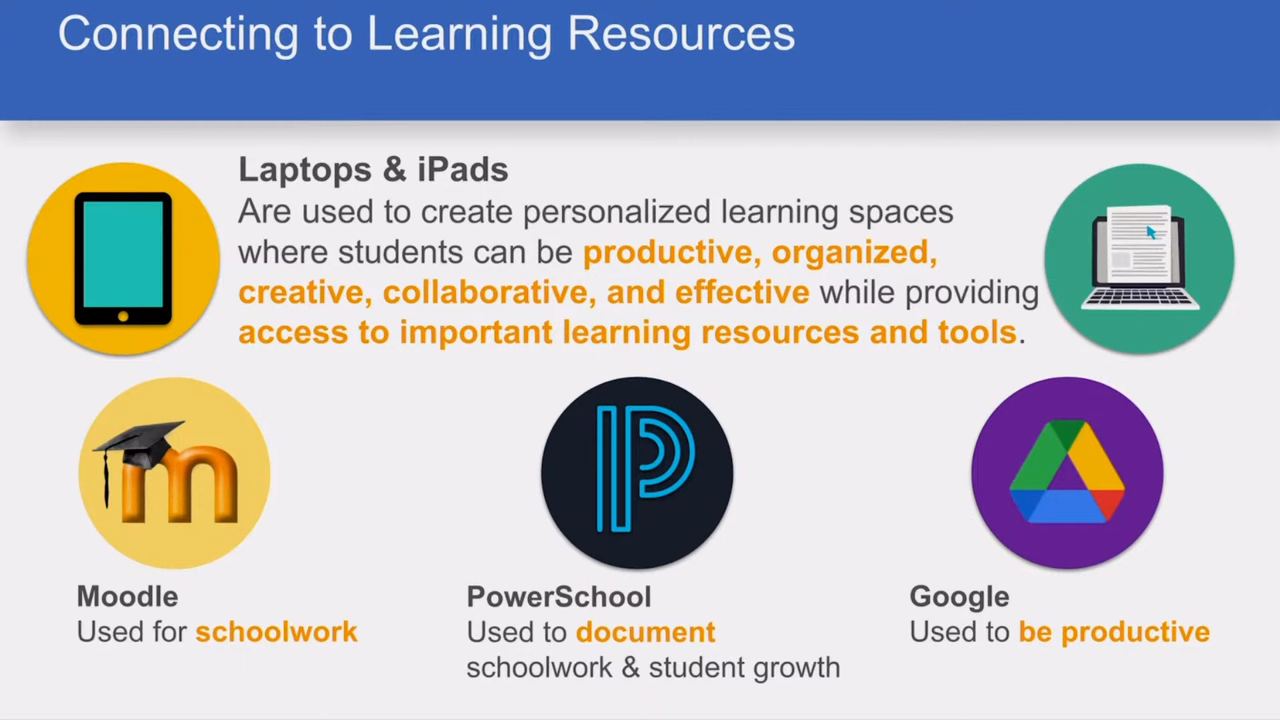 Connecting to Learning Resources
Laptops & iPads
Are used to create personalized learning spaces
where students can be productive, organized,
creative, collaborative, and effective while providing
access to important learning resources and tools.
Moodle
Used for schoolwork
PowerSchool
Used to document
schoolwork & student growth
Google
Used to be productive